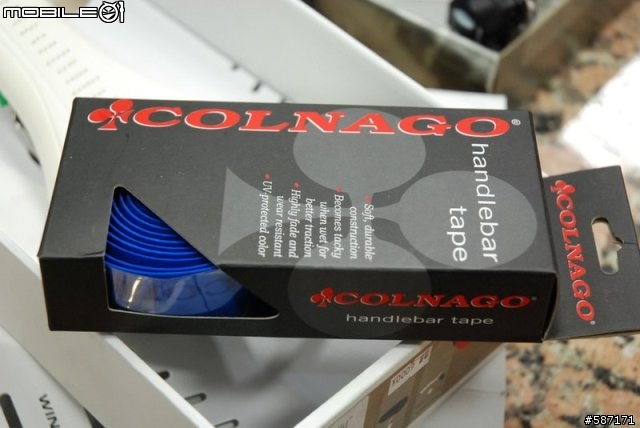 MOBILE01
COLNAGO®
handlebar
tape
• Soft, durable
construction
• Becomes tacky
when wet for
better traction
• Highly fade and
wear resistant
• UV-protected color
COLNAGO®
handlebar tape
COLNAGO®
WIN
#587171